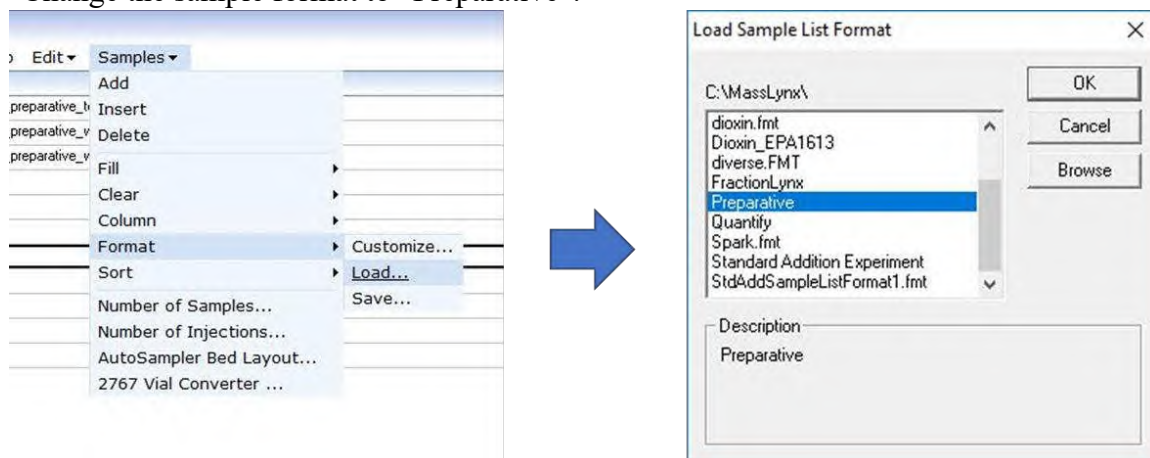 Change the sample format to "Preparative".
Edit▾ Samples▾
Add
preparative_t Insert
preparative_v Delete
preparative_v
Fill
Clear
Column
Format
Sort
Number of Samples...
Number of Injections...
AutoSampler Bed Layout...
2767 Vial Converter ...
Customize...
Load...
Save...
Load Sample List Format
C:\MassLynx\
dioxin.fmt
Dioxin_EPA1613
diverse.FMT
FractionLynx
Preparative
Quantify
Spark.fmt
Standard Addition Experiment
StdAddSampleListFormat1.fmt
OK
Cancel
Browse
Description
Preparative